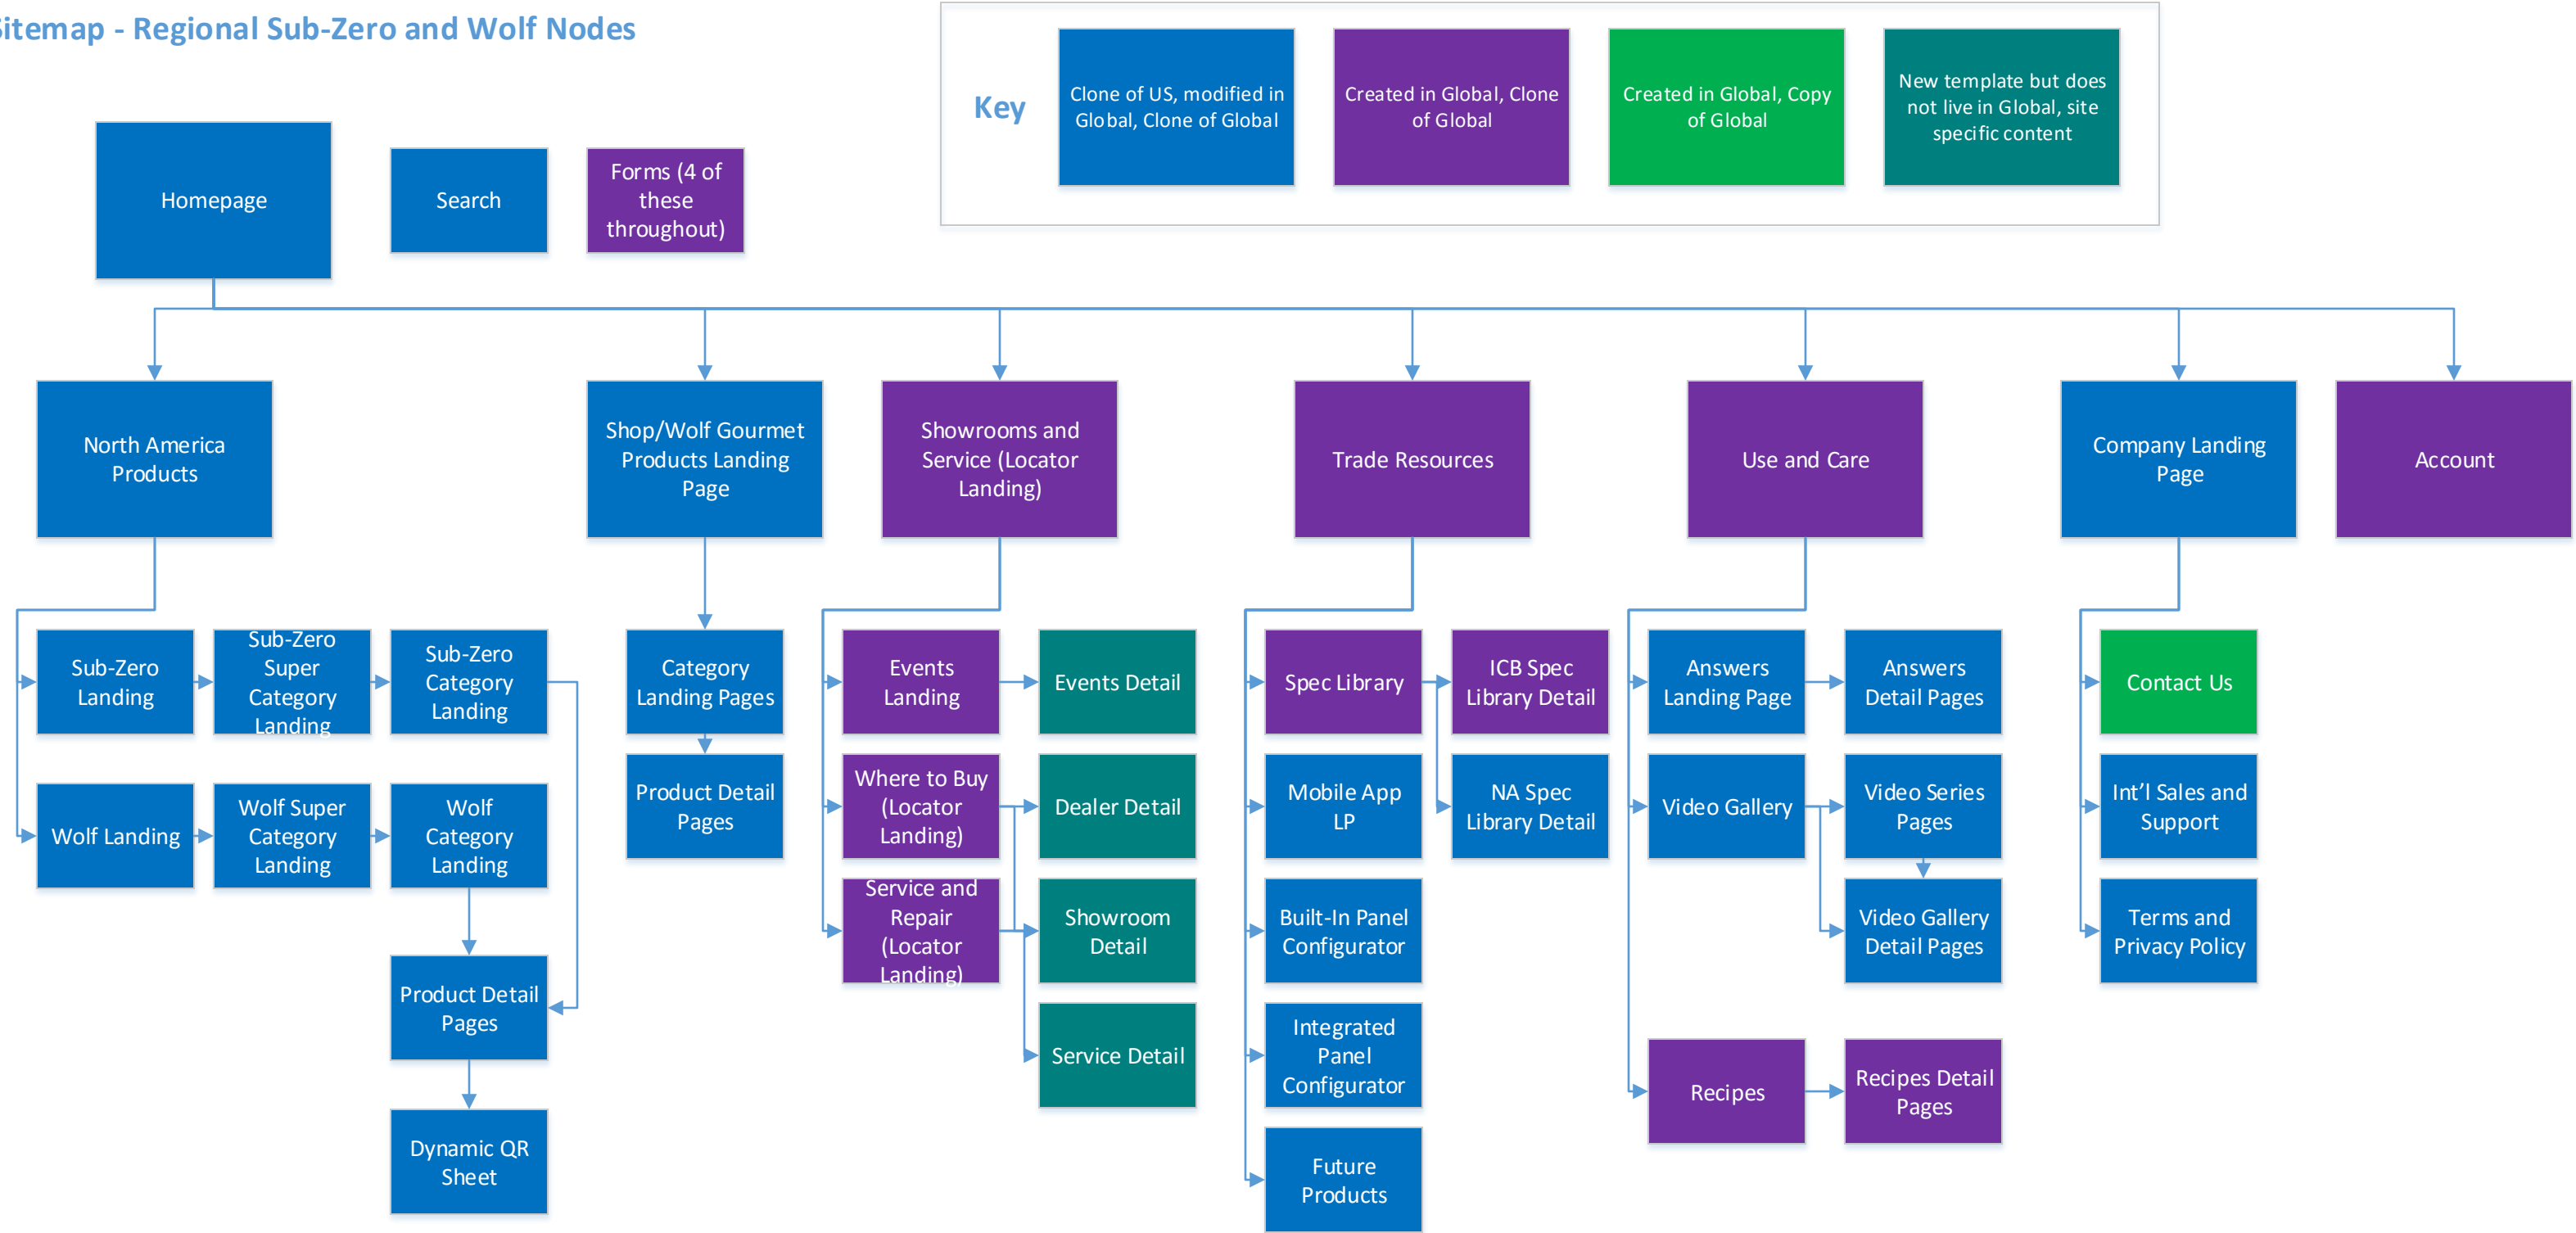 Sitemap - Regional Sub-Zero and Wolf Nodes
Key
Clone of US, modified in
Global, Clone of Global
Created in Global, Clone
of Global
Created in Global, Copy
of Global
New template but does
not live in Global, site
specific content
Homepage
Search
Forms (4 of
these
throughout)
North America
Products
Shop/Wolf Gourmet
Products Landing
Page
Showrooms and
Service (Locator
Landing)
Trade Resources
Use and Care
Company Landing
Page
Account
Sub-Zero
Landing
Sub-Zero
Super
Category
Landing
Sub-Zero
Category
Landing
Category
Landing Pages
Events
Landing
Events Detail
Spec Library
ICB Spec
Library Detail
Answers
Landing Page
Answers
Detail Pages
Contact Us
Wolf Landing
Wolf Super
Category
Landing
Wolf
Category
Landing
Product Detail
Pages
Where to Buy
(Locator
Landing)
Dealer Detail
Mobile App
LP
NA Spec
Library Detail
Video Gallery
Video Series
Pages
Int’l Sales and
Support
Service and
Repair
(Locator
Landing)
Showroom
Detail
Built-In Panel
Configurator
Video Gallery
Detail Pages
Terms and
Privacy Policy
Product Detail
Pages
Service Detail
Integrated
Panel
Configurator
Recipes
Recipes Detail
Pages
Dynamic QR
Sheet
Future
Products